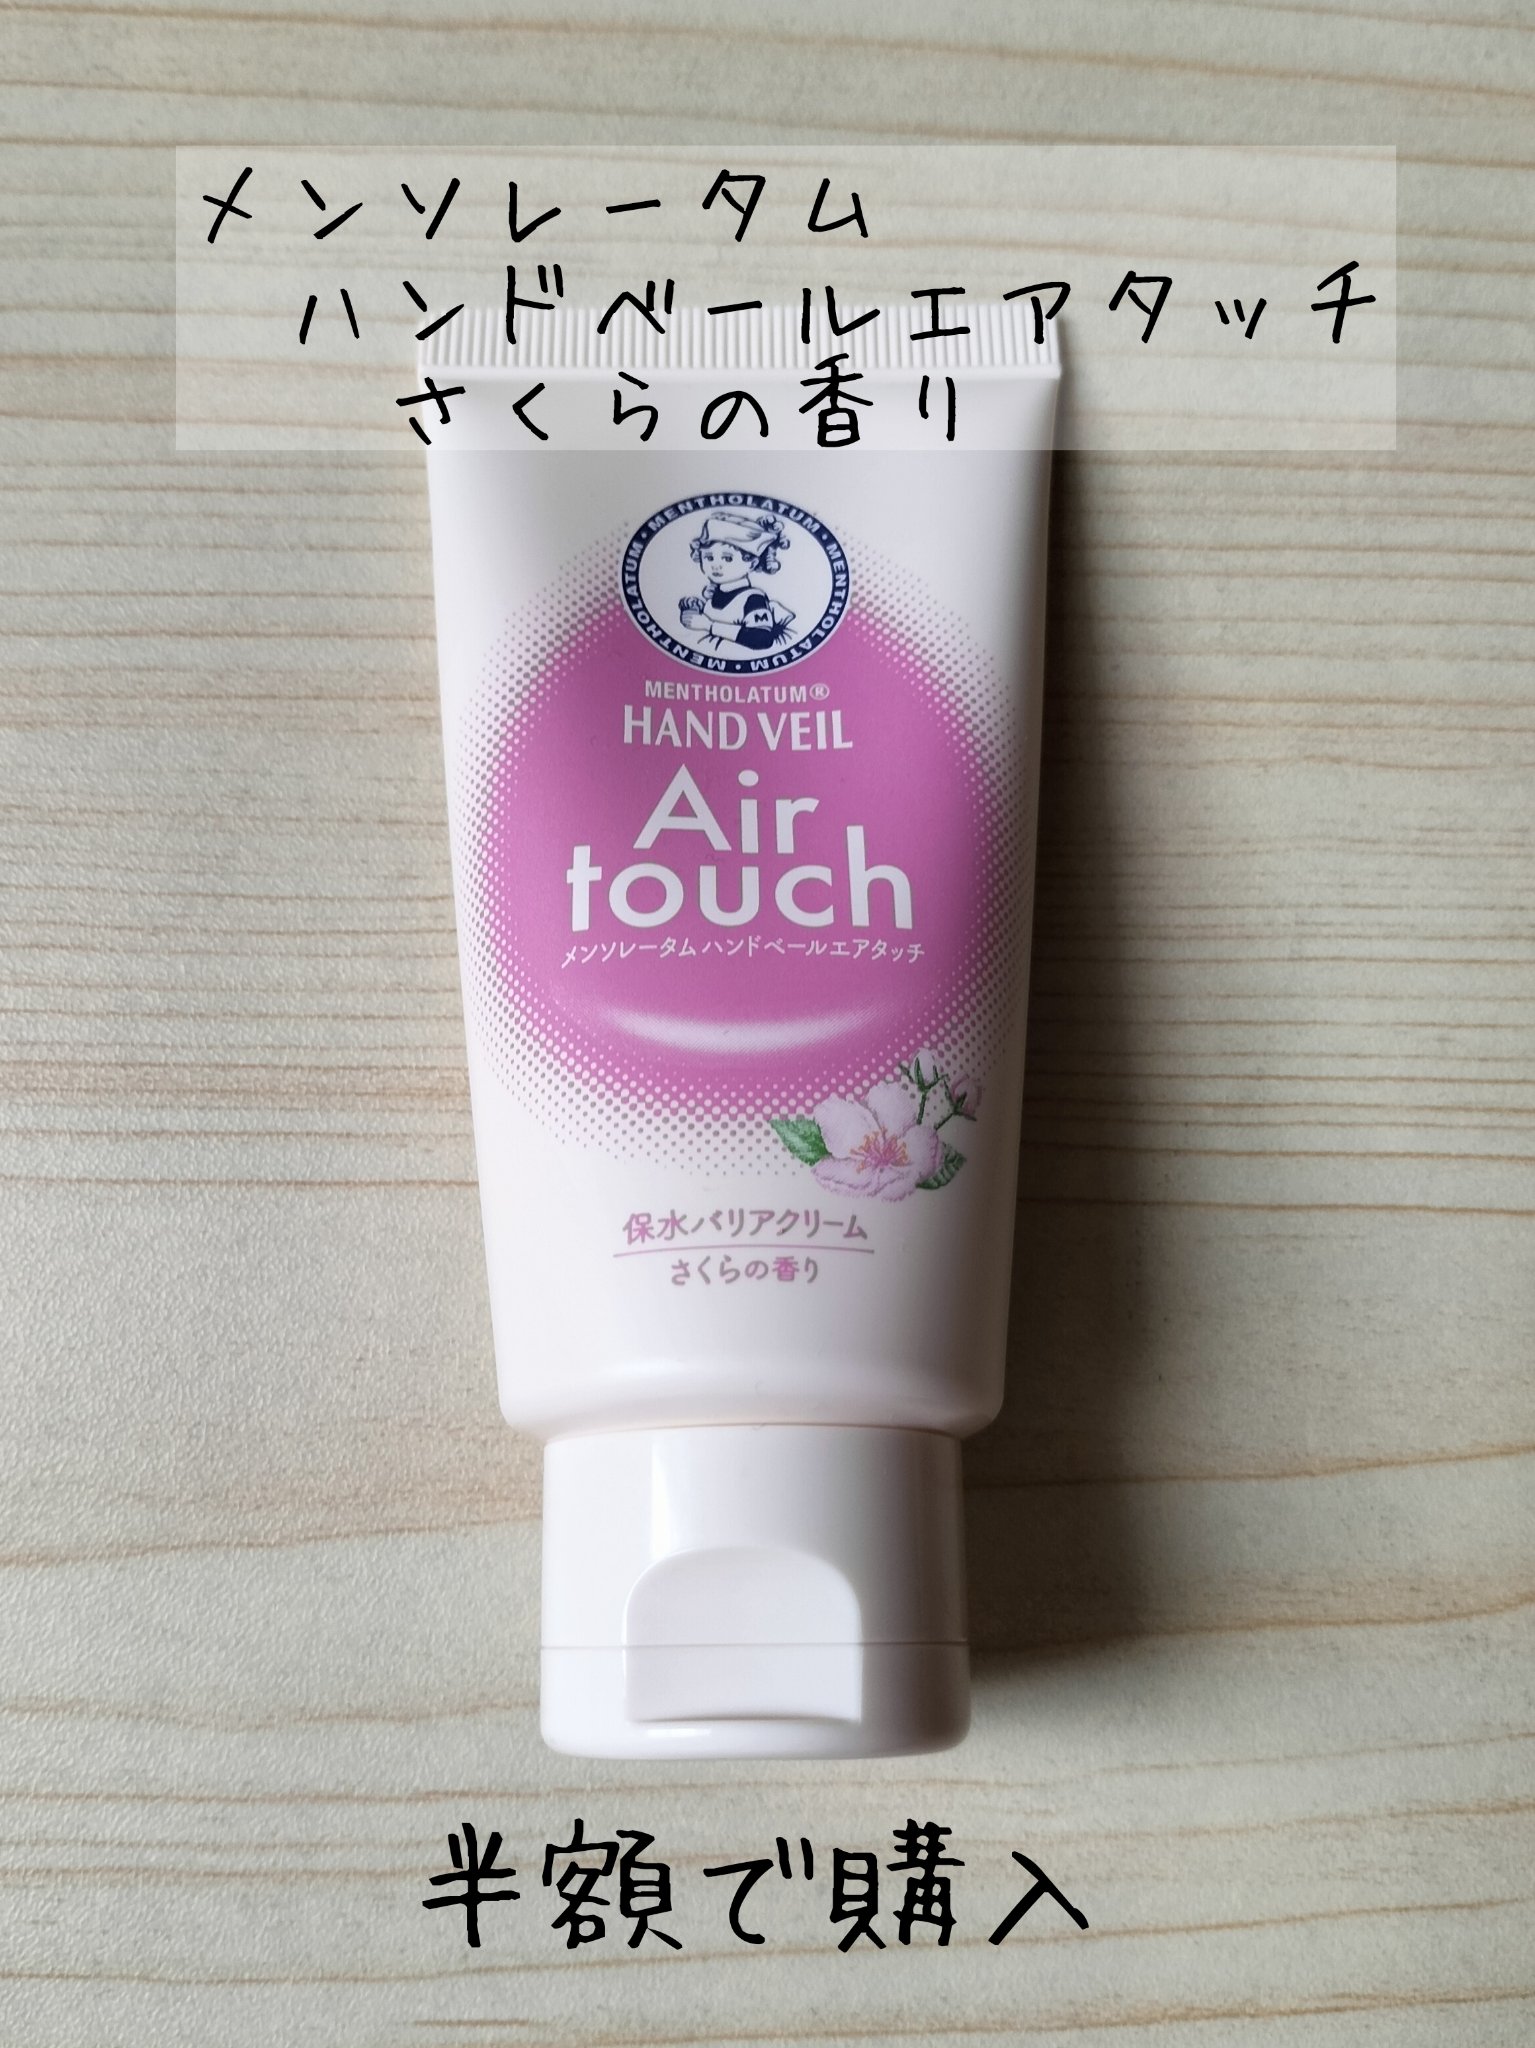 メンソレータム
ハンドベールエアタッチ
さくらの香り
MENTHOLATUM・MENTHOLATUM・MENTHOLATUM・MENTHOLATUM・
M
MENTHOLATUM®
HAND VEIL
Air
touch
メンソレータム ハンドベールエアタッチ
保水バリアクリーム
さくらの香り
半額で購入